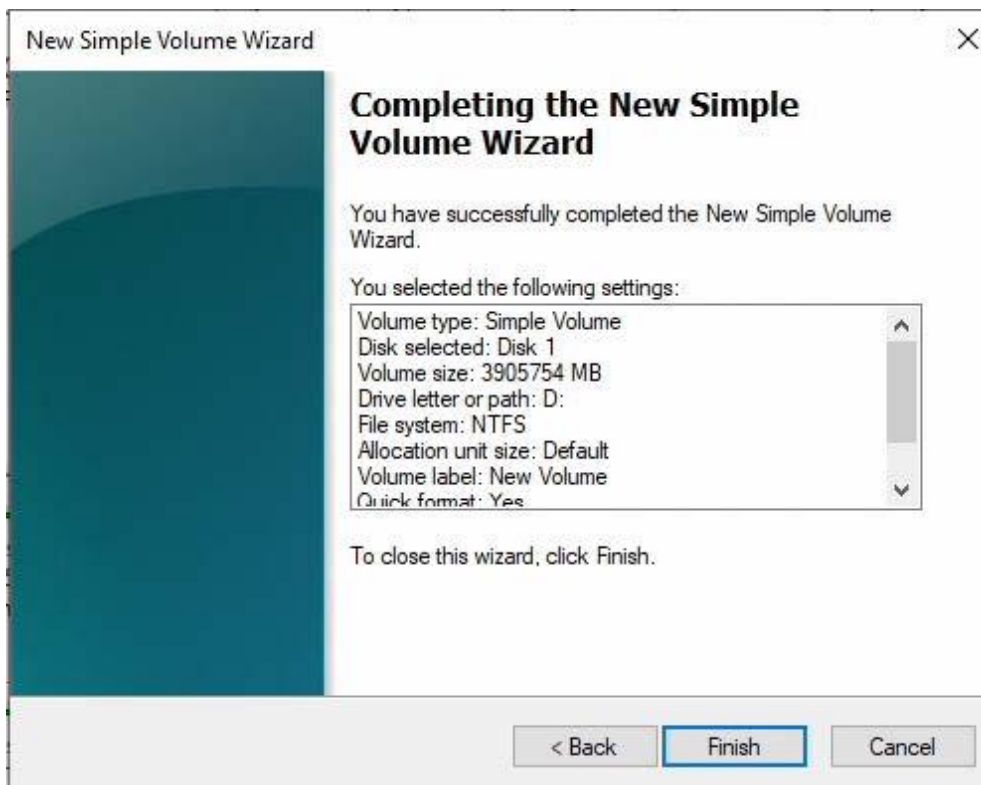 New Simple Volume Wizard
Completing the New Simple
Volume Wizard
You have successfully completed the New Simple Volume
Wizard.
You selected the following settings:
Volume type: Simple Volume
Disk selected: Disk 1
Volume size: 3905754 MB
Drive letter or path: D:
File system: NTFS
Allocation unit size: Default
Volume label: New Volume
Quick format: Yes
To close this wizard, click Finish.
< Back Finish Cancel